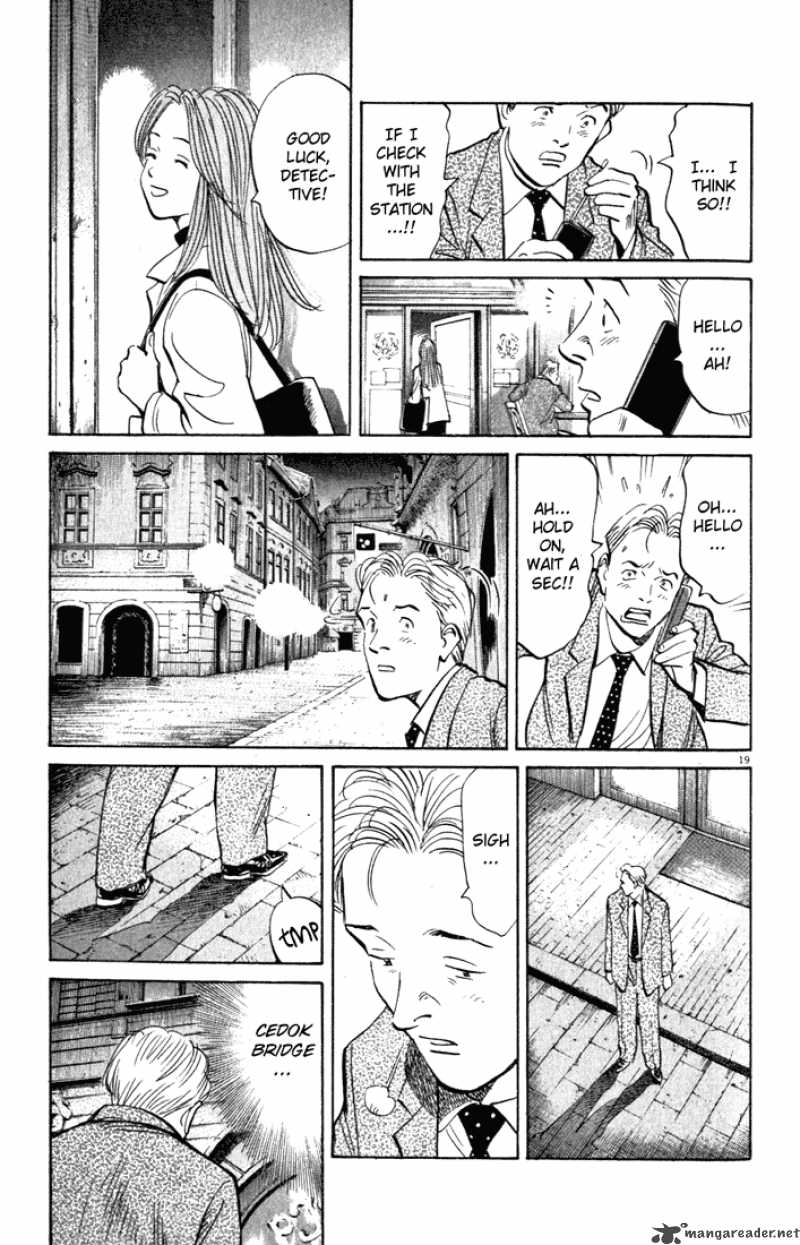 I... I
THINK
SO!!
IF I
CHECK
WITH
THE
STATION
...!!
HELLO
...
AH!
GOOD
LUCK,
DETEC-
TIVE!
OH...
HELLO
...
AH...
HOLD
ON,
WAIT A
SEC!!
19
SIGH
...
TMP
CEDOK
BRIDGE
...
mangareader.net